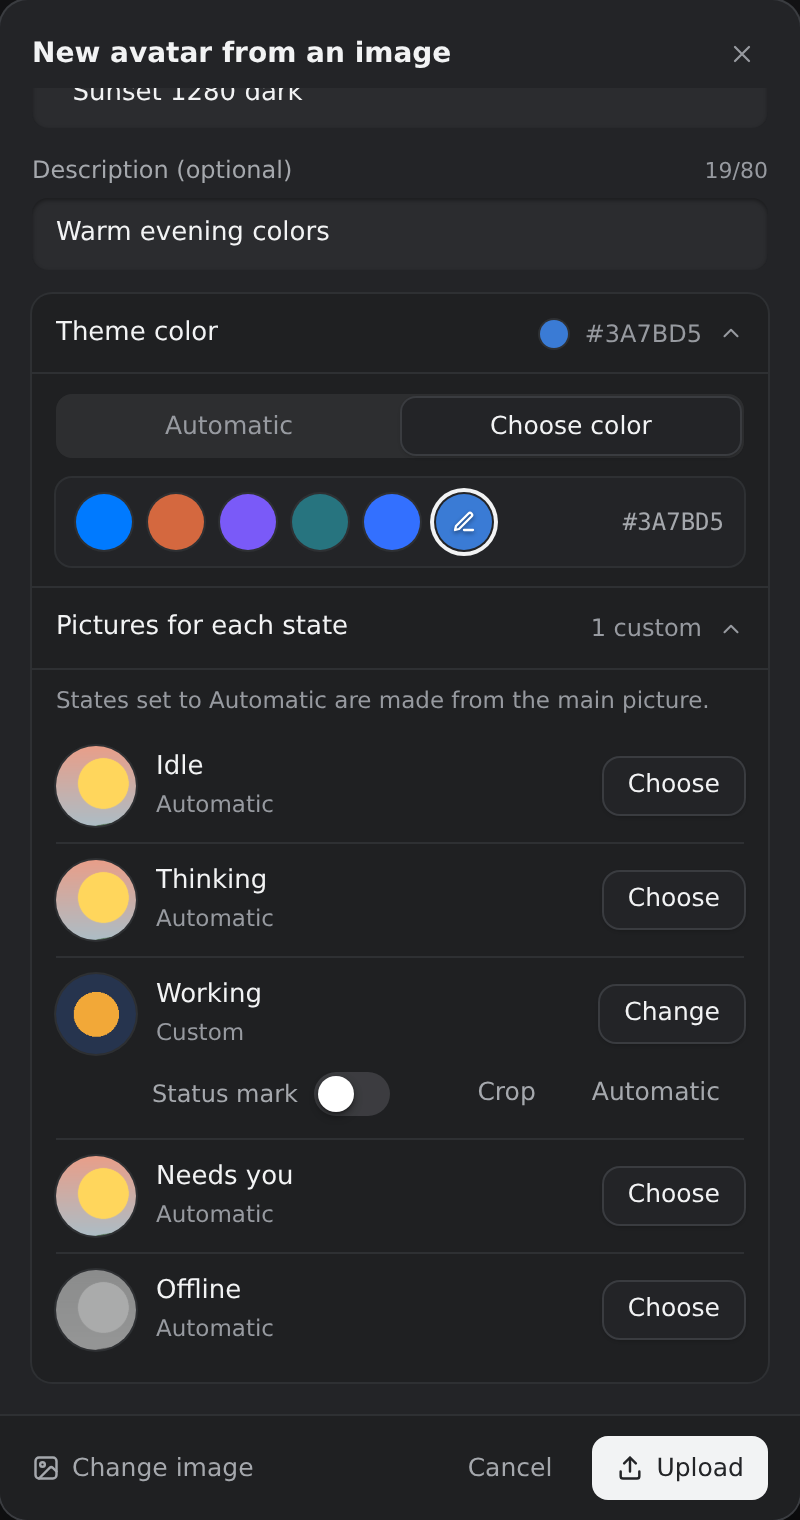 New avatar from an image
Sunset 1280 dark
Description (optional) 19/80
Warm evening colors
Theme color #3A7BD5
Automatic Choose color
#3A7BD5
Pictures for each state 1 custom
States set to Automatic are made from the main picture.
Idle
Automatic
Choose
Thinking
Automatic
Choose
Working
Custom
Change
Status mark Crop Automatic
Needs you
Automatic
Choose
Offline
Automatic
Choose
Change image Cancel Upload